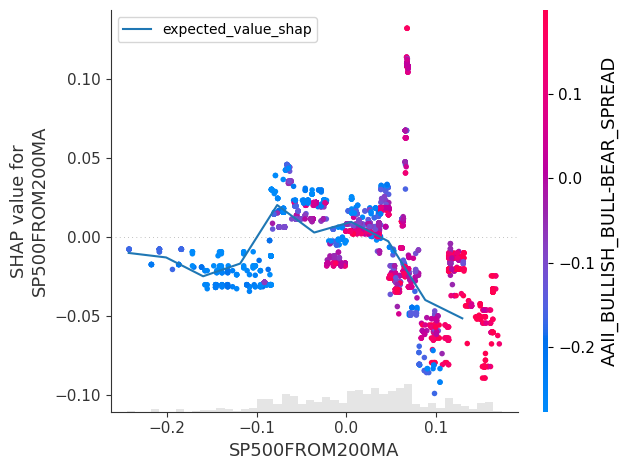 expected_value_shap
0.10
0.05
0.00
−0.05
−0.10
SHAP value for
SP500FROM200MA
−0.2
−0.1
0.0
0.1
SP500FROM200MA
0.1
0.0
−0.1
−0.2
AAII_BULLISH_BULL-BEAR_SPREAD